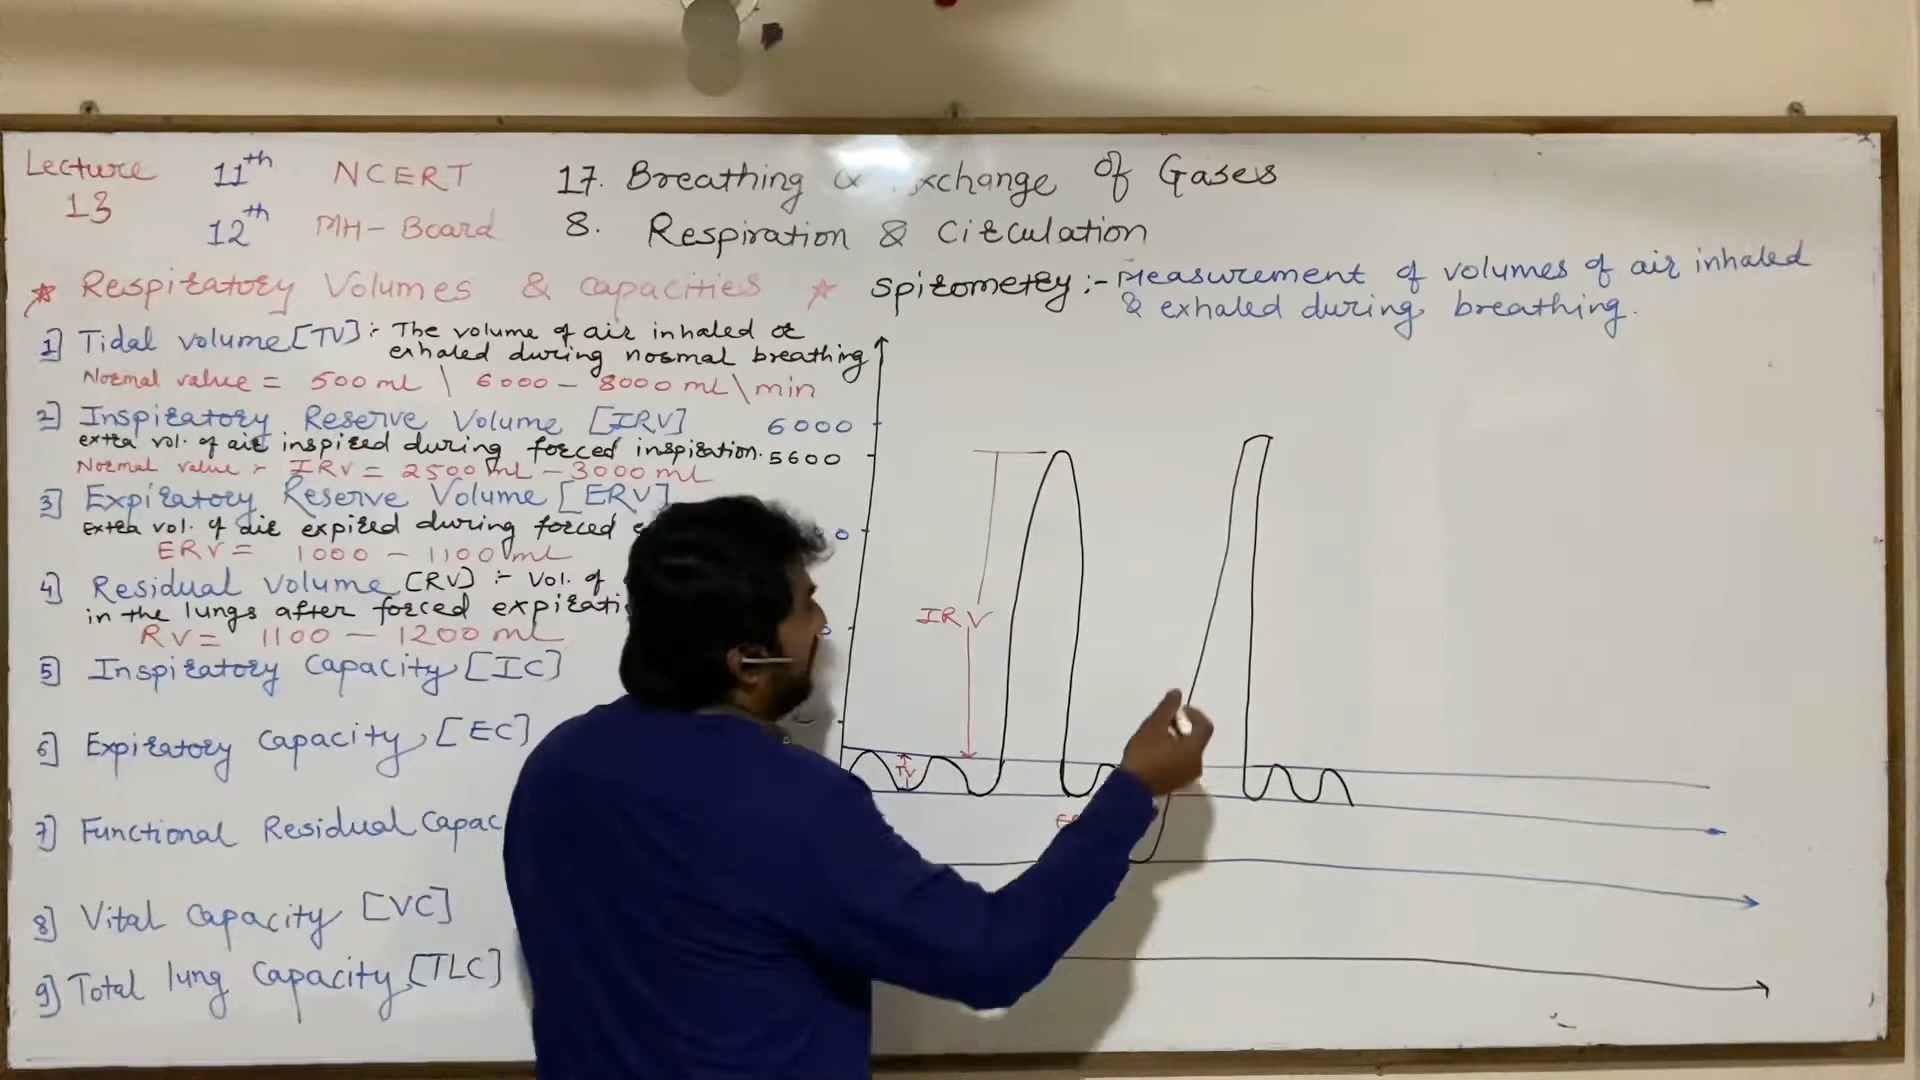 Lecture 11th NCERT 17. Breathing & Exchange of Gases
13 12th MH-Board 8. Respiration & Circulation
Respiratory Volumes & capacities
Spirometry :- Measurement of volumes of air inhaled
& exhaled during breathing.
1] Tidal volume [TV] :- The volume of air inhaled or
exhaled during normal breathing
Normal value = 500 ml \ 6000 - 8000 ml \ min
2] Inspiratory Reserve Volume [IRV]
extra vol. of air inspired during forced inspiration.
Normal value :- IRV = 2500 ml - 3000 ml
3] Expiratory Reserve Volume [ERV]
Extra vol. of air expired during forced
ERV = 1000 - 1100 ml
4] Residual Volume [RV] :- Vol. of
in the lungs after forced
RV = 1100 - 1200 ml
5] Inspiratory Capacity [IC]
6] Expiratory Capacity [EC]
7] Functional Residual
8] Vital Capacity [VC]
9] Total lung Capacity [TLC]
6000
5600
IRV
TV